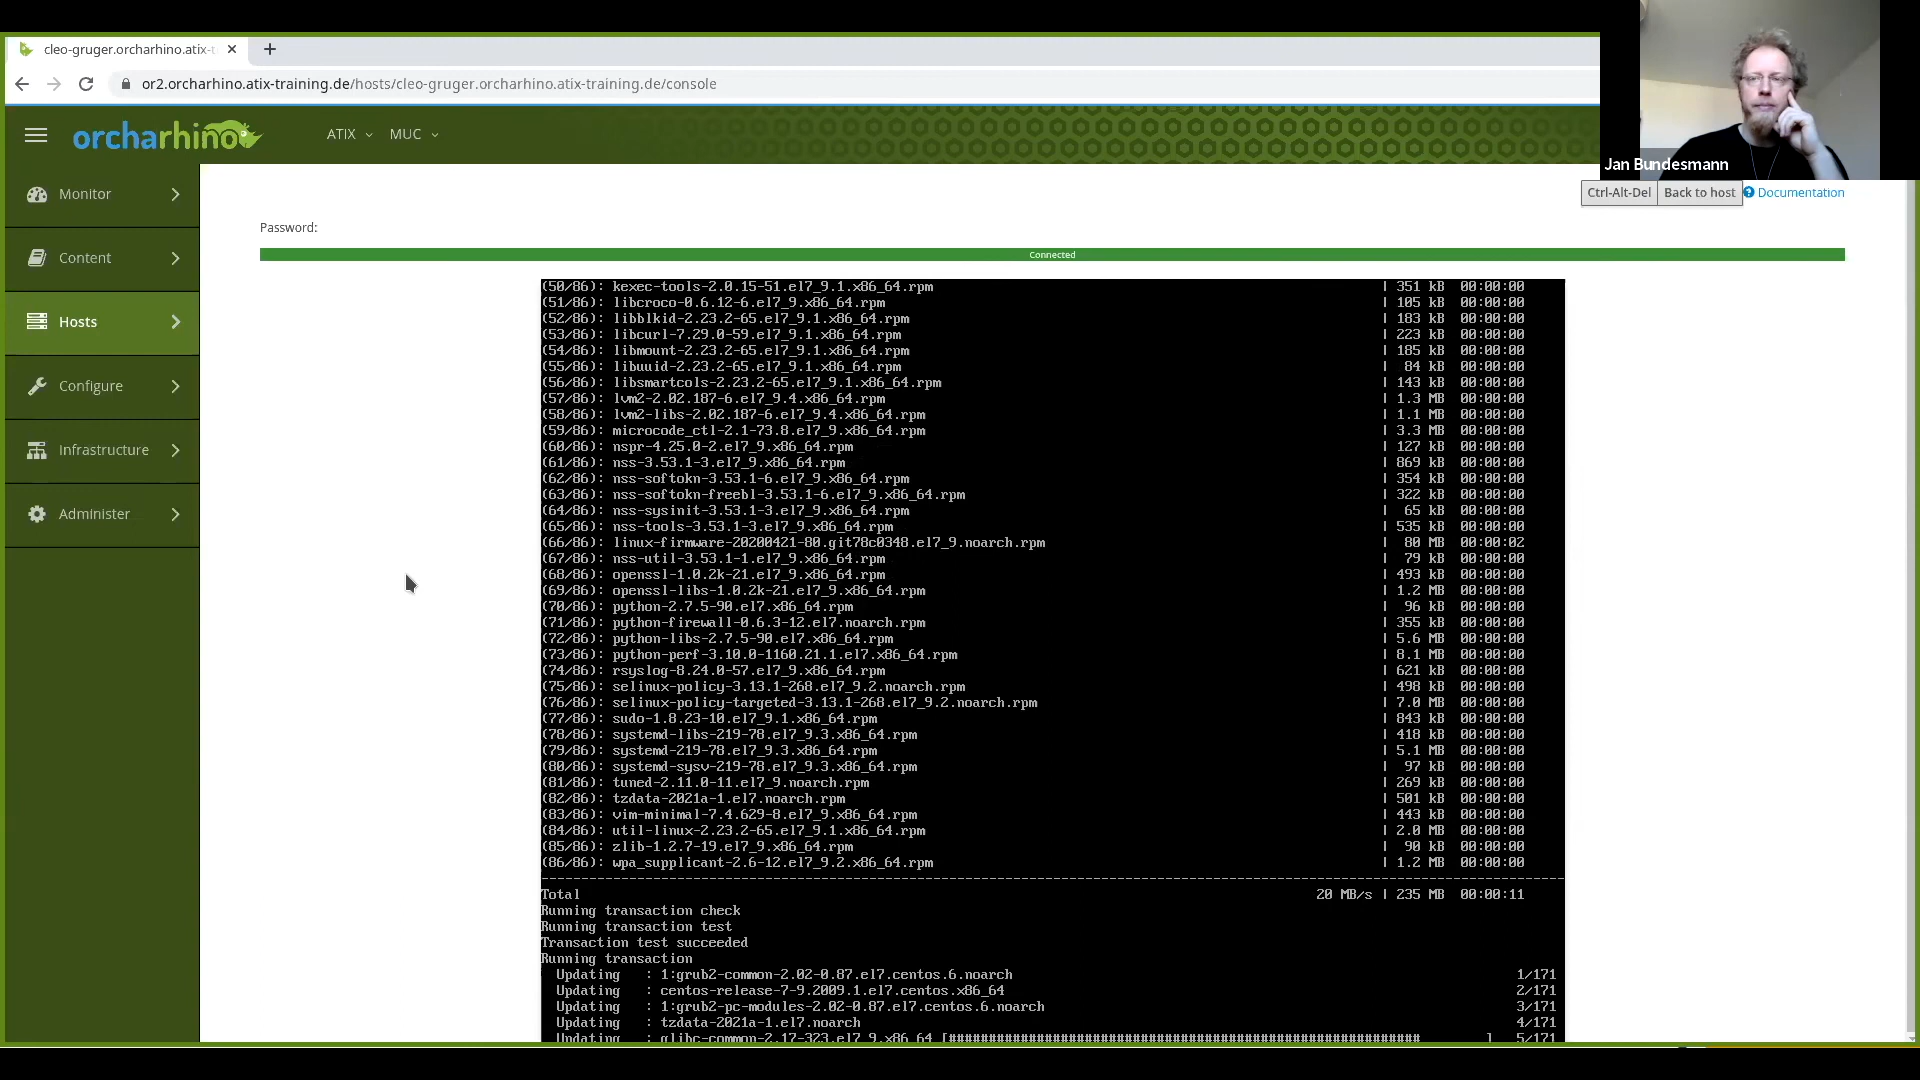 cleo-gruger.orcharhino.atix-t
or2.orcharhino.atix-training.de/hosts/cleo-gruger.orcharhino.atix-training.de/console
orcharhino
ATIX
MUC
Jan Bundesmann
Ctrl-Alt-Del
Back to host
Documentation
Monitor
Content
Hosts
Configure
Infrastructure
Administer
Password:
Connected
(50/86): kexec-tools-2.0.15-51.el7_9.1.x86_64.rpm | 351 kB 00:00:00
(51/86): libcroco-0.6.12-6.el7_9.x86_64.rpm | 105 kB 00:00:00
(52/86): libblkid-2.23.2-65.el7_9.1.x86_64.rpm | 183 kB 00:00:00
(53/86): libcurl-7.29.0-59.el7_9.1.x86_64.rpm | 223 kB 00:00:00
(54/86): libmount-2.23.2-65.el7_9.1.x86_64.rpm | 185 kB 00:00:00
(55/86): libuuid-2.23.2-65.el7_9.1.x86_64.rpm | 84 kB 00:00:00
(56/86): libsmartcols-2.23.2-65.el7_9.1.x86_64.rpm | 143 kB 00:00:00
(57/86): lvm2-2.02.187-6.el7_9.4.x86_64.rpm | 1.3 MB 00:00:00
(58/86): lvm2-libs-2.02.187-6.el7_9.4.x86_64.rpm | 1.1 MB 00:00:00
(59/86): microcode_ctl-2.1-73.8.el7_9.x86_64.rpm | 3.3 MB 00:00:00
(60/86): nspr-4.25.0-2.el7_9.x86_64.rpm | 127 kB 00:00:00
(61/86): nss-3.53.1-3.el7_9.x86_64.rpm | 869 kB 00:00:00
(62/86): nss-softokn-3.53.1-6.el7_9.x86_64.rpm | 354 kB 00:00:00
(63/86): nss-softokn-freebl-3.53.1-6.el7_9.x86_64.rpm | 322 kB 00:00:00
(64/86): nss-sysinit-3.53.1-3.el7_9.x86_64.rpm | 65 kB 00:00:00
(65/86): nss-tools-3.53.1-3.el7_9.x86_64.rpm | 535 kB 00:00:00
(66/86): linux-firmware-20200421-80.git78c0348.el7_9.noarch.rpm | 80 MB 00:00:02
(67/86): nss-util-3.53.1-1.el7_9.x86_64.rpm | 79 kB 00:00:00
(68/86): openssl-1.0.2k-21.el7_9.x86_64.rpm | 493 kB 00:00:00
(69/86): openssl-libs-1.0.2k-21.el7_9.x86_64.rpm | 1.2 MB 00:00:00
(70/86): python-2.7.5-90.el7.x86_64.rpm | 96 kB 00:00:00
(71/86): python-firewall-0.6.3-12.el7.noarch.rpm | 355 kB 00:00:00
(72/86): python-libs-2.7.5-90.el7.x86_64.rpm | 5.6 MB 00:00:00
(73/86): python-perf-3.10.0-1160.21.1.el7.x86_64.rpm | 8.1 MB 00:00:00
(74/86): rsyslog-8.24.0-57.el7_9.x86_64.rpm | 621 kB 00:00:00
(75/86): selinux-policy-3.13.1-268.el7_9.2.noarch.rpm | 498 kB 00:00:00
(76/86): selinux-policy-targeted-3.13.1-268.el7_9.2.noarch.rpm | 7.0 MB 00:00:00
(77/86): sudo-1.8.23-10.el7_9.1.x86_64.rpm | 843 kB 00:00:00
(78/86): systemd-libs-219-78.el7_9.3.x86_64.rpm | 418 kB 00:00:00
(79/86): systemd-219-78.el7_9.3.x86_64.rpm | 5.1 MB 00:00:00
(80/86): systemd-sysv-219-78.el7_9.3.x86_64.rpm | 97 kB 00:00:00
(81/86): tuned-2.11.0-11.el7_9.noarch.rpm | 269 kB 00:00:00
(82/86): tzdata-2021a-1.el7.noarch.rpm | 501 kB 00:00:00
(83/86): vim-minimal-7.4.629-8.el7_9.x86_64.rpm | 443 kB 00:00:00
(84/86): util-linux-2.23.2-65.el7_9.1.x86_64.rpm | 2.0 MB 00:00:00
(85/86): zlib-1.2.7-19.el7_9.x86_64.rpm | 90 kB 00:00:00
(86/86): wpa_supplicant-2.6-12.el7_9.2.x86_64.rpm | 1.2 MB 00:00:00
--------------------------------------------------------------------------------
Total 20 MB/s | 235 MB 00:00:11
Running transaction check
Running transaction test
Transaction test succeeded
Running transaction
Updating : 1:grub2-common-2.02-0.87.el7.centos.6.noarch 1/171
Updating : centos-release-7-9.2009.1.el7.centos.x86_64 2/171
Updating : 1:grub2-pc-modules-2.02-0.87.el7.centos.6.noarch 3/171
Updating : tzdata-2021a-1.el7.noarch 4/171
Updating : glibc-common-2.17-323.el7_9.x86_64 [########################################################### ] 5/171